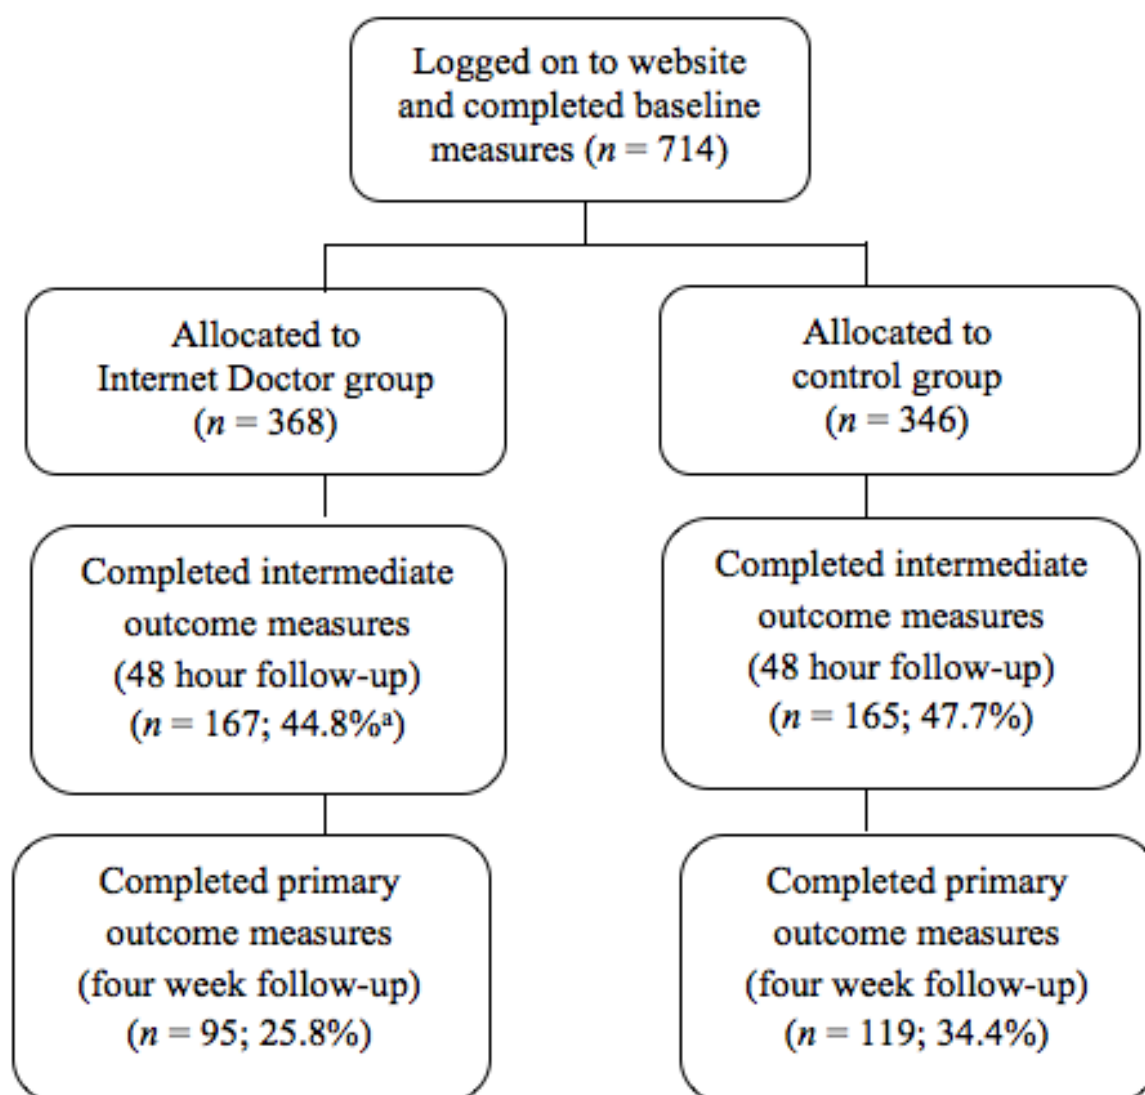 Logged on to website
and completed baseline
measures (n = 714)
Allocated to
Internet Doctor group
(n = 368)
Allocated to
control group
(n = 346)
Completed intermediate
outcome measures
(48 hour follow-up)
(n = 167; 44.8%ᵃ)
Completed intermediate
outcome measures
(48 hour follow-up)
(n = 165; 47.7%)
Completed primary
outcome measures
(four week follow-up)
(n = 95; 25.8%)
Completed primary
outcome measures
(four week follow-up)
(n = 119; 34.4%)